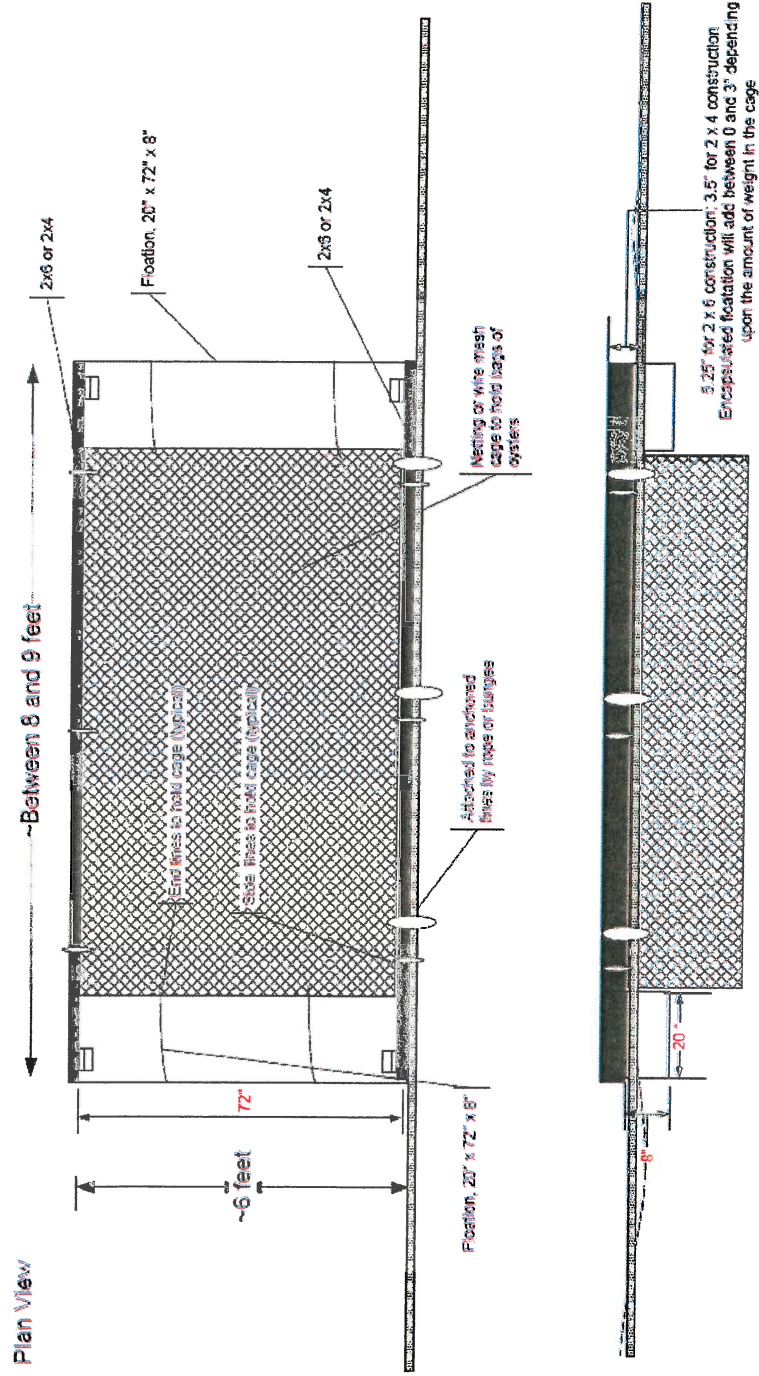 Plan View
~Between 8 and 9 feet
2x6 or 2x4
Floation, 20" x 72" x 8"
2x6 or 2x4
72"
~6 feet
End lines to hold cage (typical)
Side lines to hold cage (typical)
Netting or wire mesh
cage to hold bags of
oysters
Attached to anchored
lines by rope or bungee
Floation, 20" x 72" x 8"
8"
20"
5.25" for 2 x 6 construction; 3.5" for 2 x 4 construction
Encapsulated floatation will add between 0 and 3" depending
upon the amount of weight in the cage